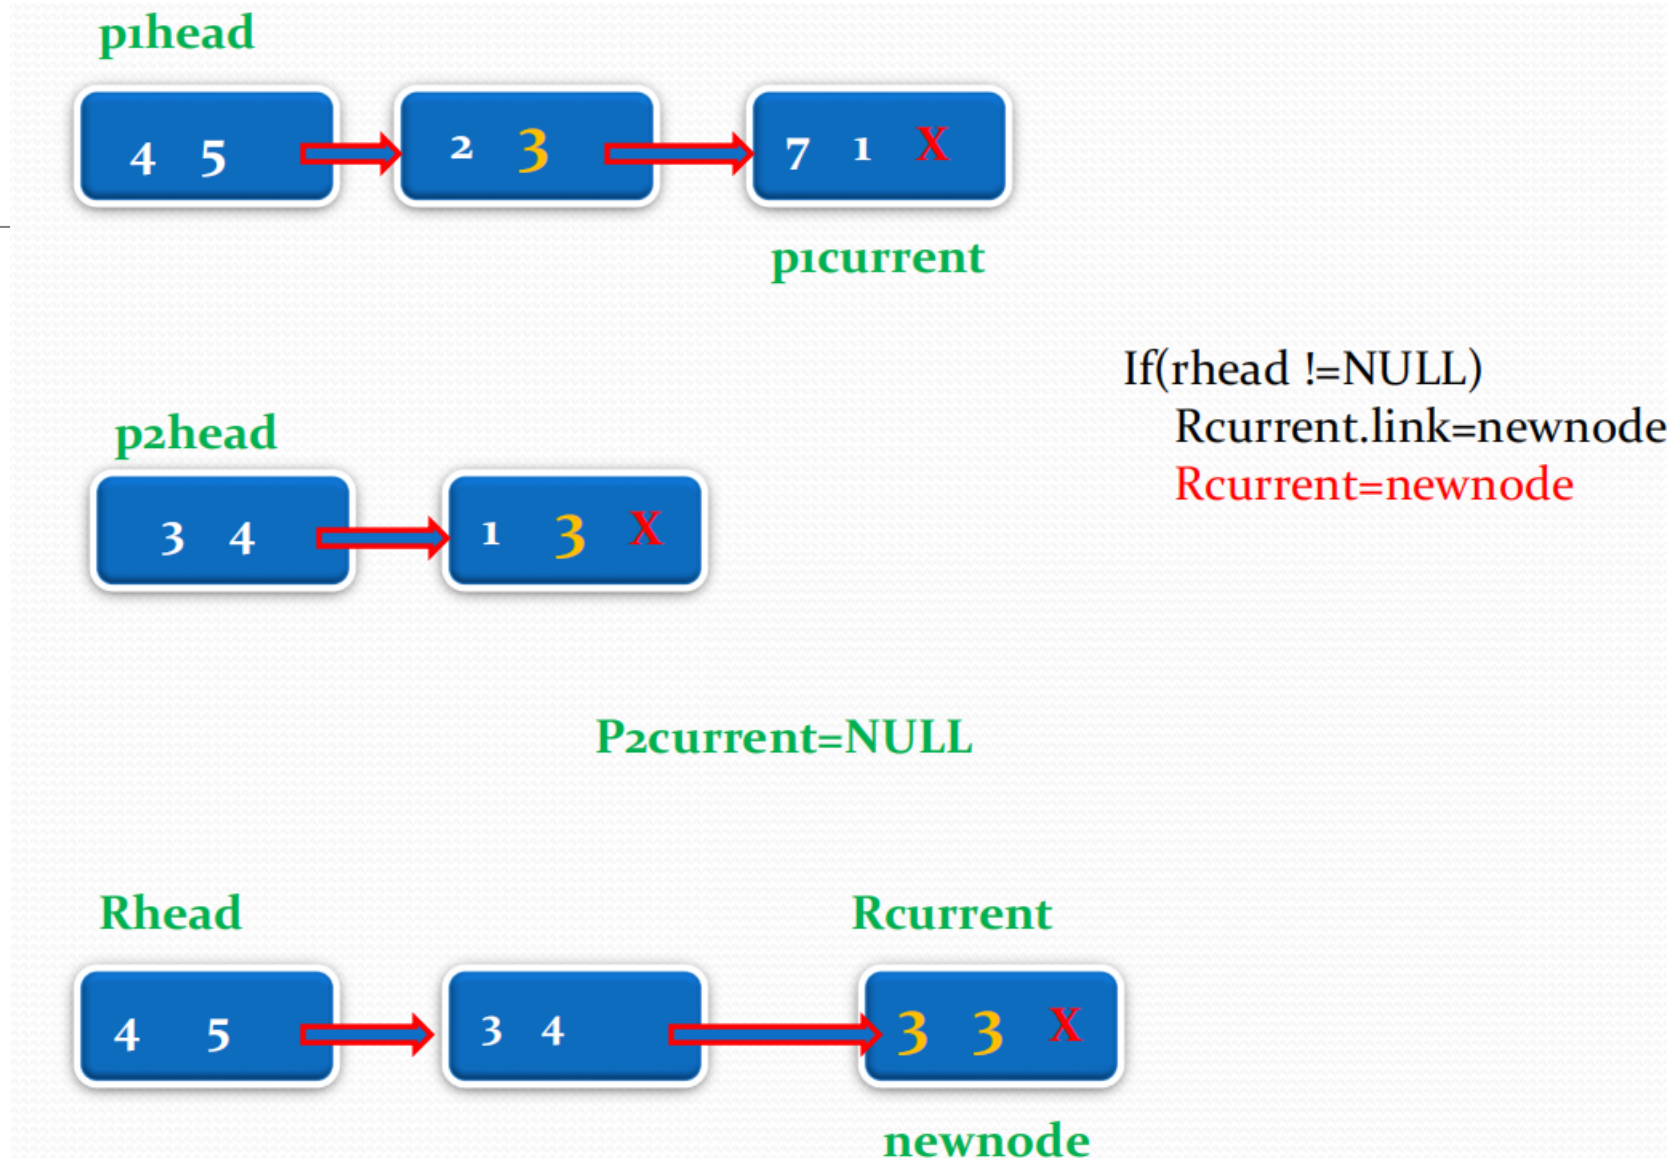 p1head
4 5 2 3 7 1 X
p1current
If(rhead !=NULL)
Rcurrent.link=newnode
Rcurrent=newnode
p2head
3 4 1 3 X
P2current=NULL
Rhead Rcurrent
4 5 3 4 3 3 X
newnode